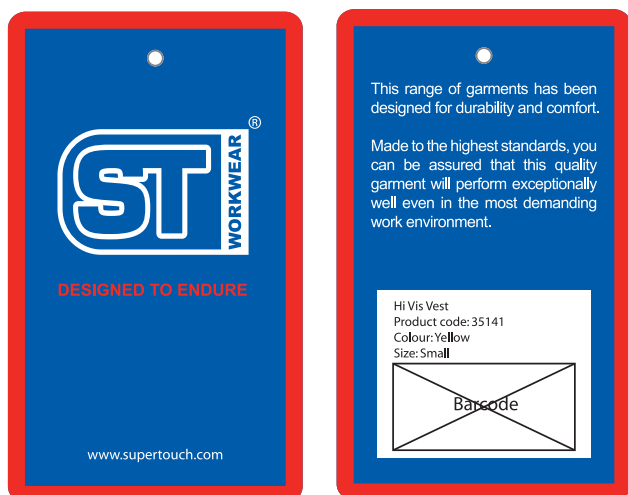 ST
WORKWEAR
®
DESIGNED TO ENDURE
www.supertouch.com
This range of garments has been
designed for durability and comfort.
Made to the highest standards, you
can be assured that this quality
garment will perform exceptionally
well even in the most demanding
work environment.
Hi Vis Vest
Product code: 35141
Colour: Yellow
Size: Small
Barcode